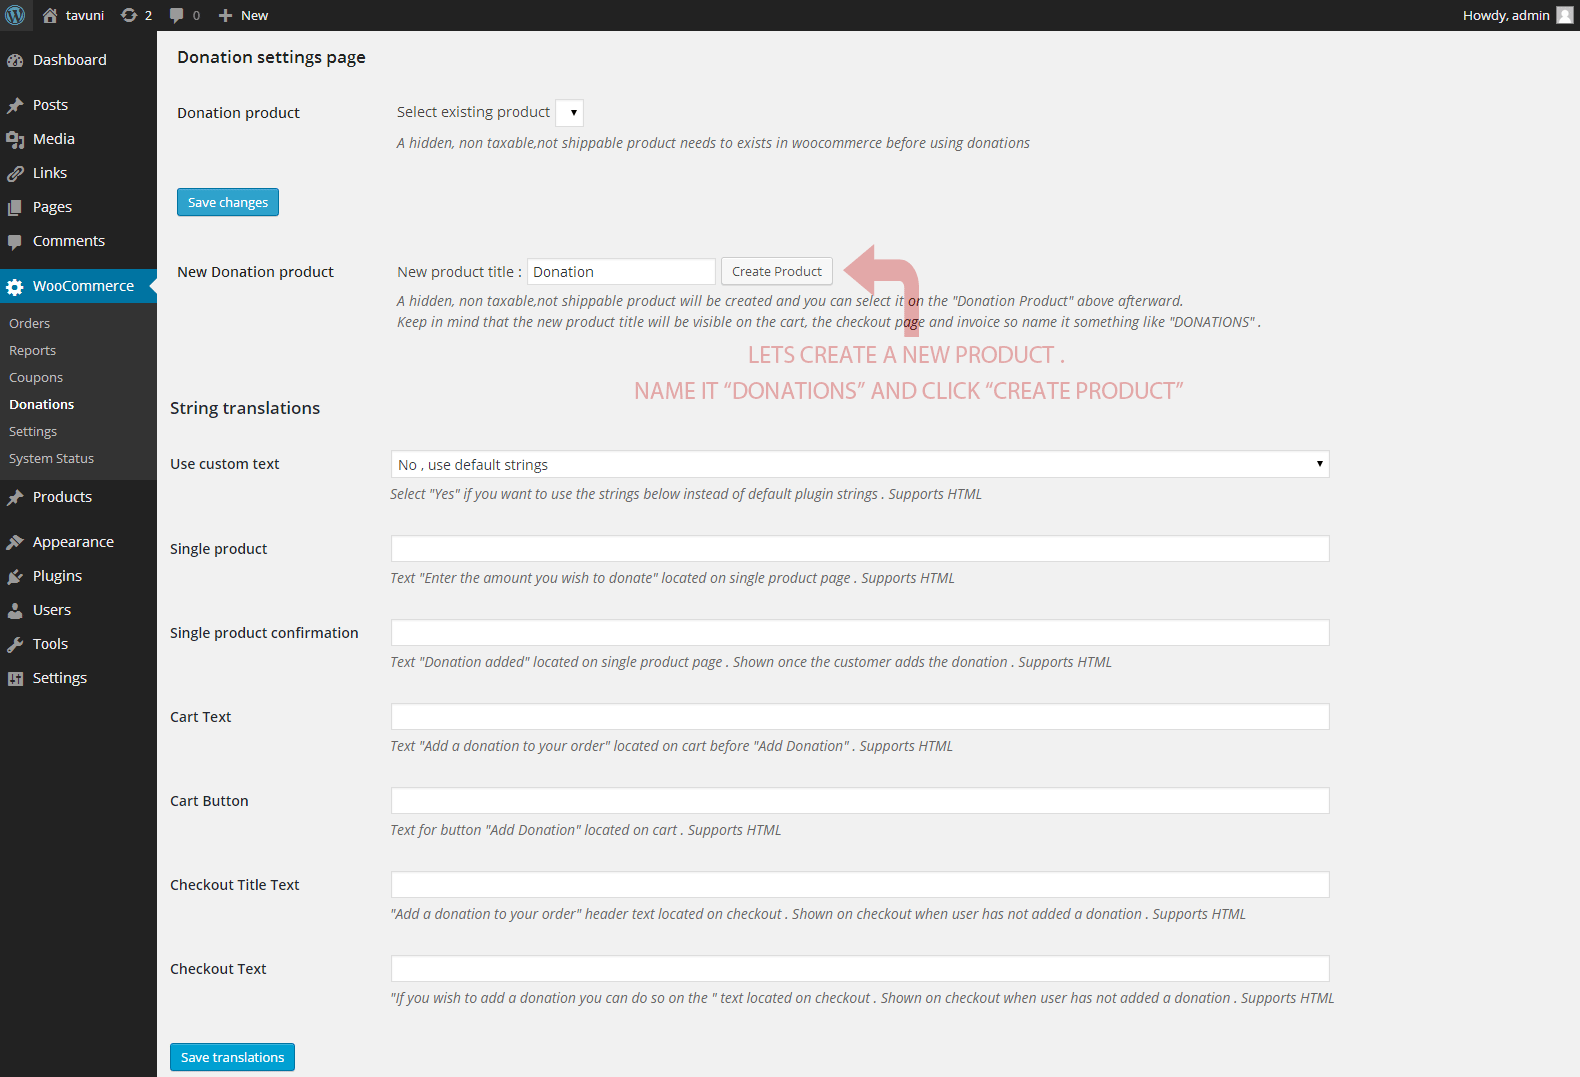 tavuni 2 0 New Howdy, admin
Dashboard
Posts
Media
Links
Pages
Comments
WooCommerce
Orders
Reports
Coupons
Donations
Settings
System Status
Products
Appearance
Plugins
Users
Tools
Settings
Donation settings page
Donation product Select existing product
A hidden, non taxable,not shippable product needs to exists in woocommerce before using donations
Save changes
New Donation product New product title : Donation Create Product
A hidden, non taxable,not shippable product will be created and you can select it on the "Donation Product" above afterward.
Keep in mind that the new product title will be visible on the cart, the checkout page and invoice so name it something like "DONATIONS" .
LETS CREATE A NEW PRODUCT .
NAME IT “DONATIONS” AND CLICK “CREATE PRODUCT”
String translations
Use custom text No , use default strings
Select "Yes" if you want to use the strings below instead of default plugin strings . Supports HTML
Single product
Text "Enter the amount you wish to donate" located on single product page . Supports HTML
Single product confirmation
Text "Donation added" located on single product page . Shown once the customer adds the donation . Supports HTML
Cart Text
Text "Add a donation to your order" located on cart before "Add Donation" . Supports HTML
Cart Button
Text for button "Add Donation" located on cart . Supports HTML
Checkout Title Text
"Add a donation to your order" header text located on checkout . Shown on checkout when user has not added a donation . Supports HTML
Checkout Text
"If you wish to add a donation you can do so on the " text located on checkout . Shown on checkout when user has not added a donation . Supports HTML
Save translations